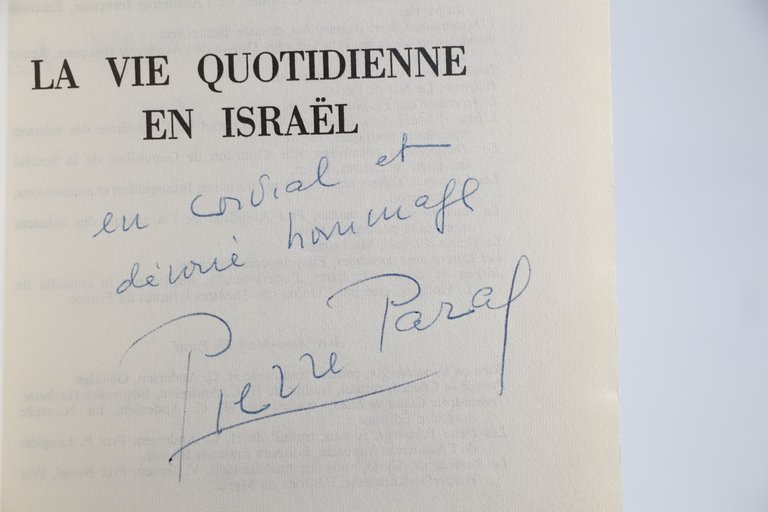 LA VIE QUOTIDIENNE
EN ISRAËL
en cordial et
dévoué hommage
Pierre Paraf